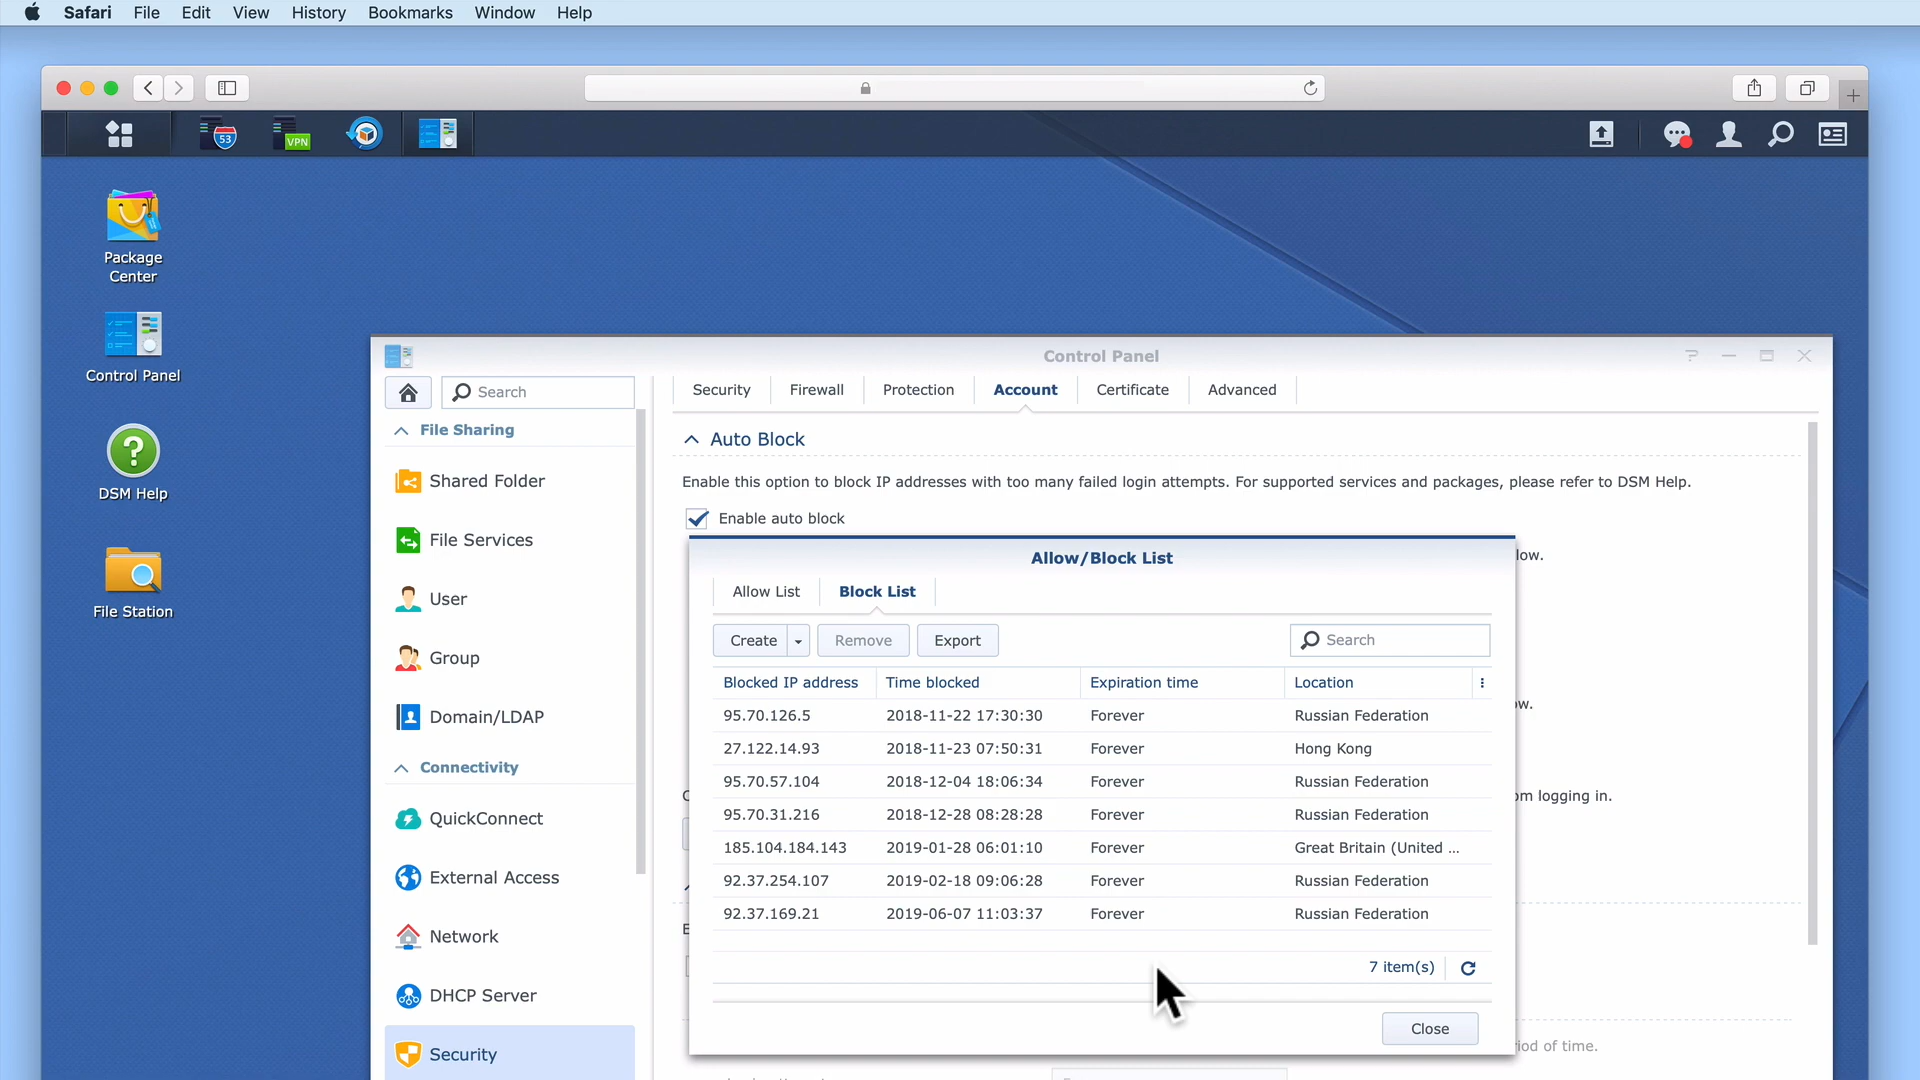 Safari File Edit View History Bookmarks Window Help
53
VPN
Package
Center
Control Panel
DSM Help
File Station
Control Panel
Search
Security Firewall Protection Account Certificate Advanced
File Sharing
Shared Folder
File Services
User
Group
Domain/LDAP
Connectivity
QuickConnect
External Access
Network
DHCP Server
Security
Auto Block
Enable this option to block IP addresses with too many failed login attempts. For supported services and packages, please refer to DSM Help.
Enable auto block
low.
ow.
om logging in.
riod of time.
Allow/Block List
Allow List Block List
Create Remove Export Search
Blocked IP address Time blocked Expiration time Location
95.70.126.5 2018-11-22 17:30:30 Forever Russian Federation
27.122.14.93 2018-11-23 07:50:31 Forever Hong Kong
95.70.57.104 2018-12-04 18:06:34 Forever Russian Federation
95.70.31.216 2018-12-28 08:28:28 Forever Russian Federation
185.104.184.143 2019-01-28 06:01:10 Forever Great Britain (United ...
92.37.254.107 2019-02-18 09:06:28 Forever Russian Federation
92.37.169.21 2019-06-07 11:03:37 Forever Russian Federation
7 item(s)
Close